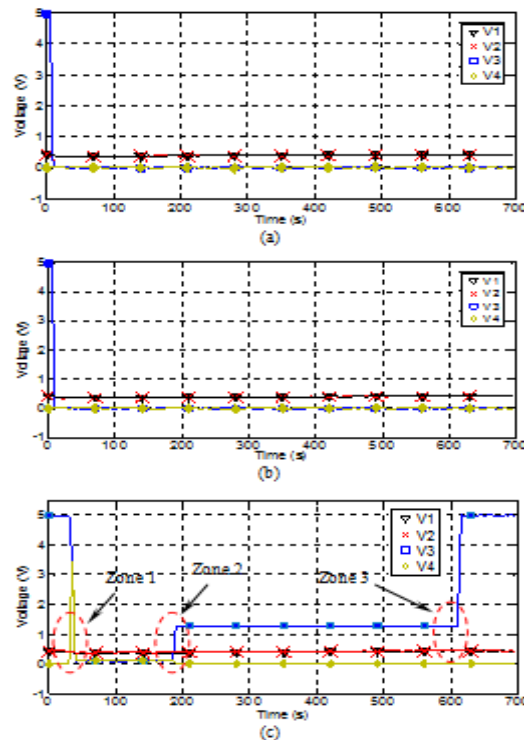 5
4
3
2
1
0
-1
Voltage (V)
V1
V2
V3
V4
0 100 200 300 400 500 600 700
Time (s)
(a)
5
4
3
2
1
0
-1
Voltage (V)
V1
V2
V3
V4
0 100 200 300 400 500 600 700
Time (s)
(b)
6
5
4
3
2
1
0
-1
Voltage (V)
V1
V2
V3
V4
Zone 1
Zone 2
Zone 3
0 100 200 300 400 500 600 700
Time (s)
(c)